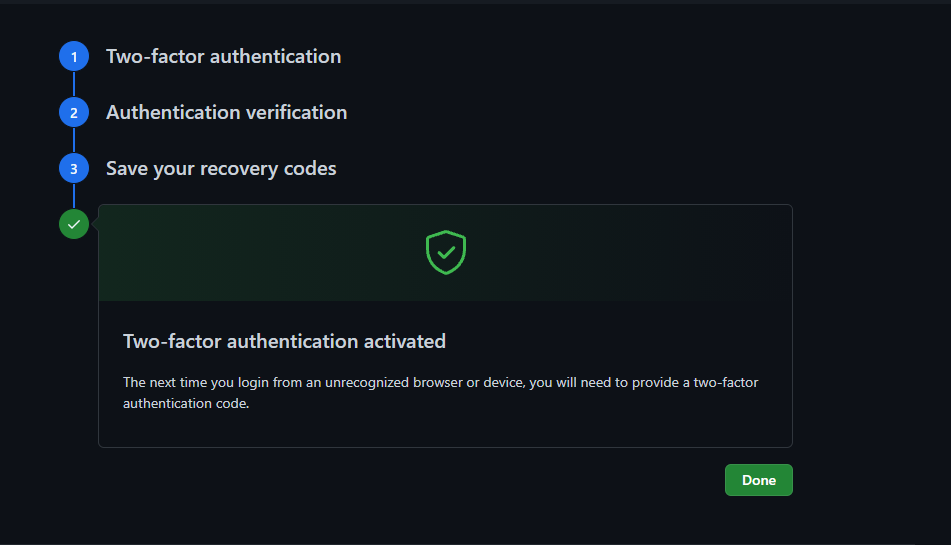 1 Two-factor authentication
2 Authentication verification
3 Save your recovery codes
Two-factor authentication activated
The next time you login from an unrecognized browser or device, you will need to provide a two-factor
authentication code.
Done